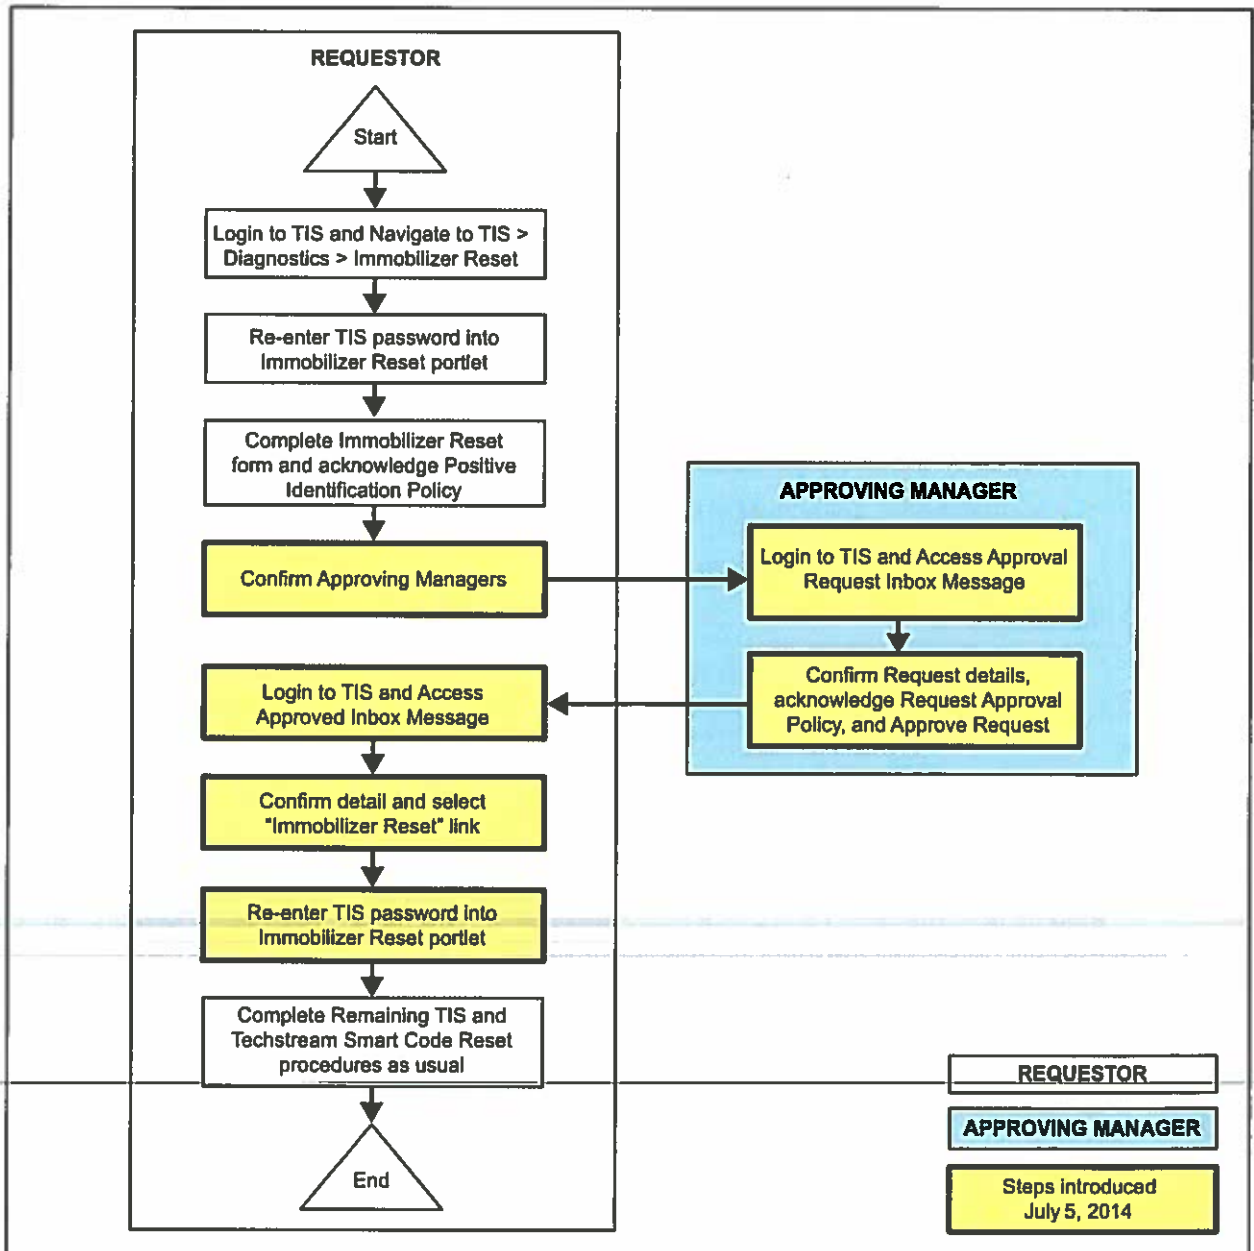 REQUESTOR
Start
Login to TIS and Navigate to TIS >
Diagnostics > Immobilizer Reset
Re-enter TIS password into
Immobilizer Reset portlet
Complete Immobilizer Reset
form and acknowledge Positive
Identification Policy
Confirm Approving Managers
APPROVING MANAGER
Login to TIS and Access Approval
Request Inbox Message
Confirm Request details,
acknowledge Request Approval
Policy, and Approve Request
Login to TIS and Access
Approved Inbox Message
Confirm detail and select
"Immobilizer Reset" link
Re-enter TIS password into
Immobilizer Reset portlet
Complete Remaining TIS and
Techstream Smart Code Reset
procedures as usual
End
REQUESTOR
APPROVING MANAGER
Steps introduced
July 5, 2014